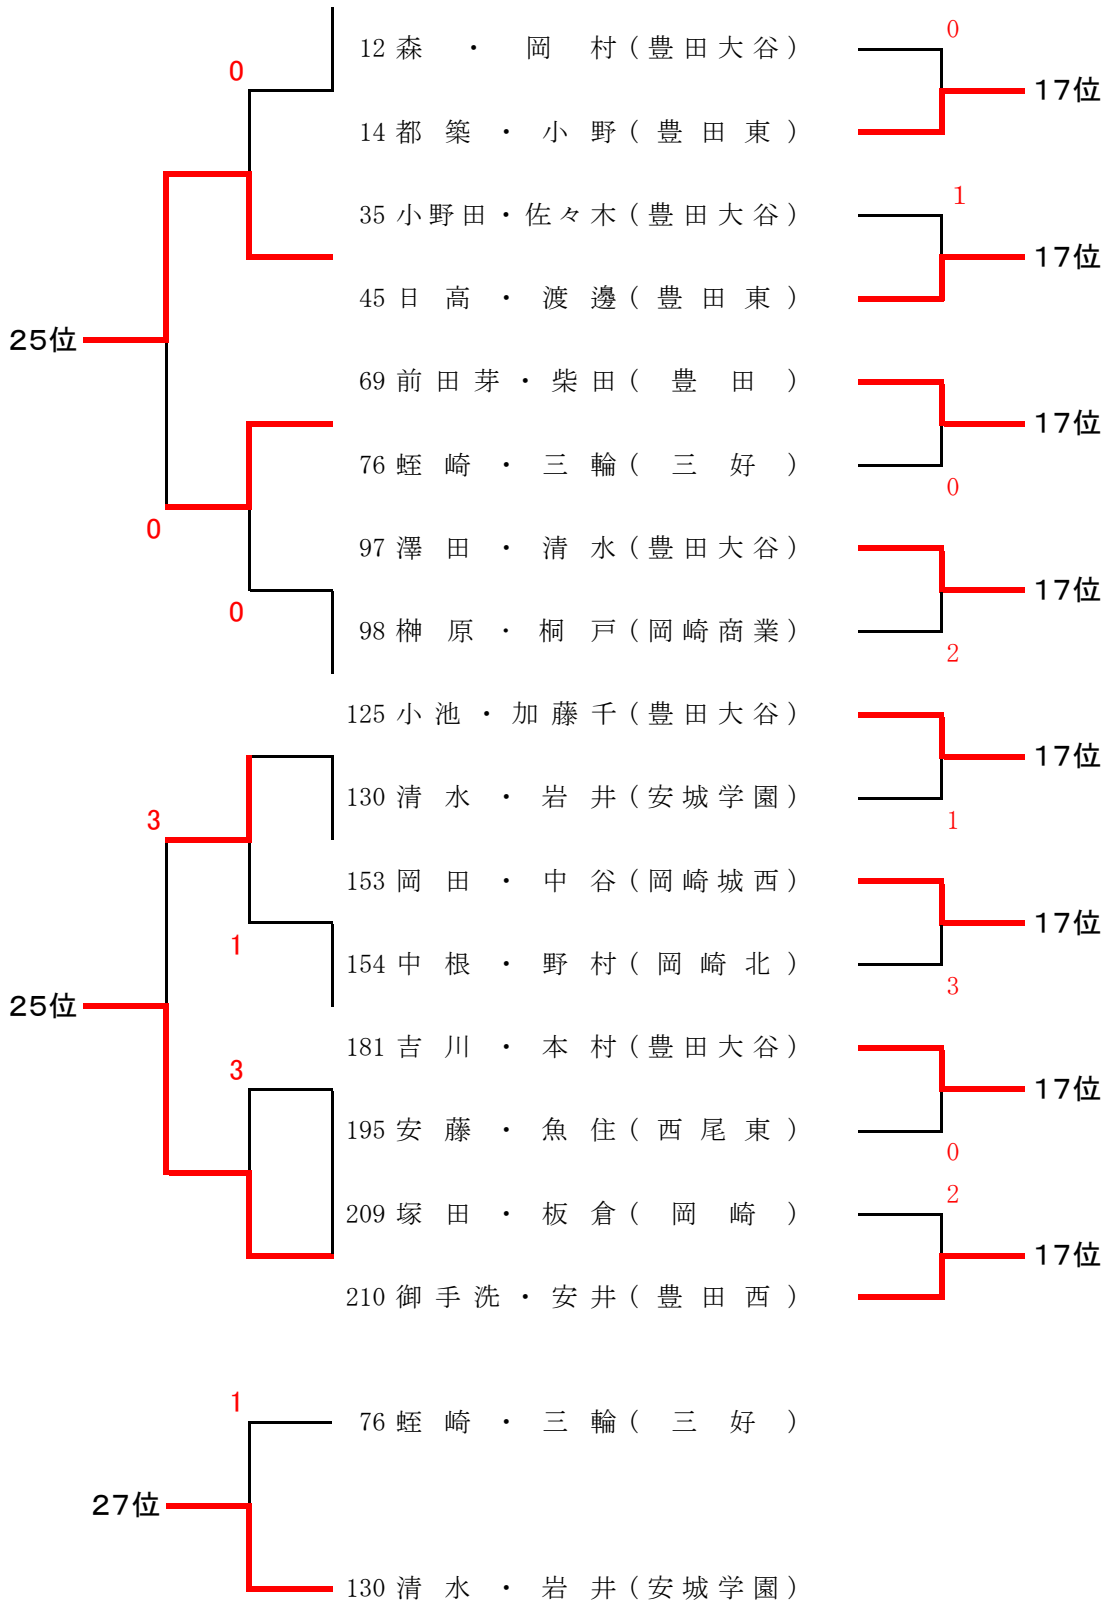 0
12 森 ・ 岡 村 ( 豊 田 大 谷 )
0
17位
14 都 築 ・ 小 野 ( 豊 田 東 )
1
35 小 野 田 ・ 佐 々 木 ( 豊 田 大 谷 )
17位
45 日 高 ・ 渡 邊 ( 豊 田 東 )
25位
69 前 田 芽 ・ 柴 田 ( 豊 田 )
17位
76 蛭 崎 ・ 三 輪 ( 三 好 )
0
0
97 澤 田 ・ 清 水 ( 豊 田 大 谷 )
17位
0
98 榊 原 ・ 桐 戸 ( 岡 崎 商 業 )
2
125 小 池 ・ 加 藤 千 ( 豊 田 大 谷 )
17位
130 清 水 ・ 岩 井 ( 安 城 学 園 )
3
1
153 岡 田 ・ 中 谷 ( 岡 崎 城 西 )
17位
1
154 中 根 ・ 野 村 ( 岡 崎 北 )
3
25位
181 吉 川 ・ 本 村 ( 豊 田 大 谷 )
3
17位
195 安 藤 ・ 魚 住 ( 西 尾 東 )
0
2
209 塚 田 ・ 板 倉 ( 岡 崎 )
17位
210 御 手 洗 ・ 安 井 ( 豊 田 西 )
1
76 蛭 崎 ・ 三 輪 ( 三 好 )
27位
130 清 水 ・ 岩 井 ( 安 城 学 園 )